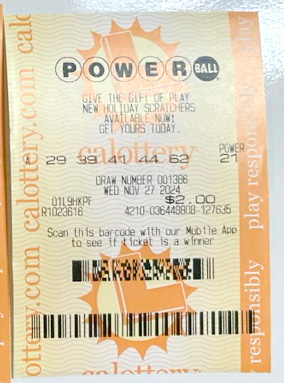 POWERBALL
GIVE THE GIFT OF PLAY
NEW HOLIDAY SCRATCHERS
AVAILABLE NOW!
GET YOURS TODAY.
calottery
POWER
A 29 39 41 44 62 21
DRAW NUMBER 001386
WED NOV 27 2024
01L9HKPF $2.00
R1023616 4210-036449808-127635
Scan this barcode with our Mobile App
to see if ticket is a winner
calottery.com
play responsibly